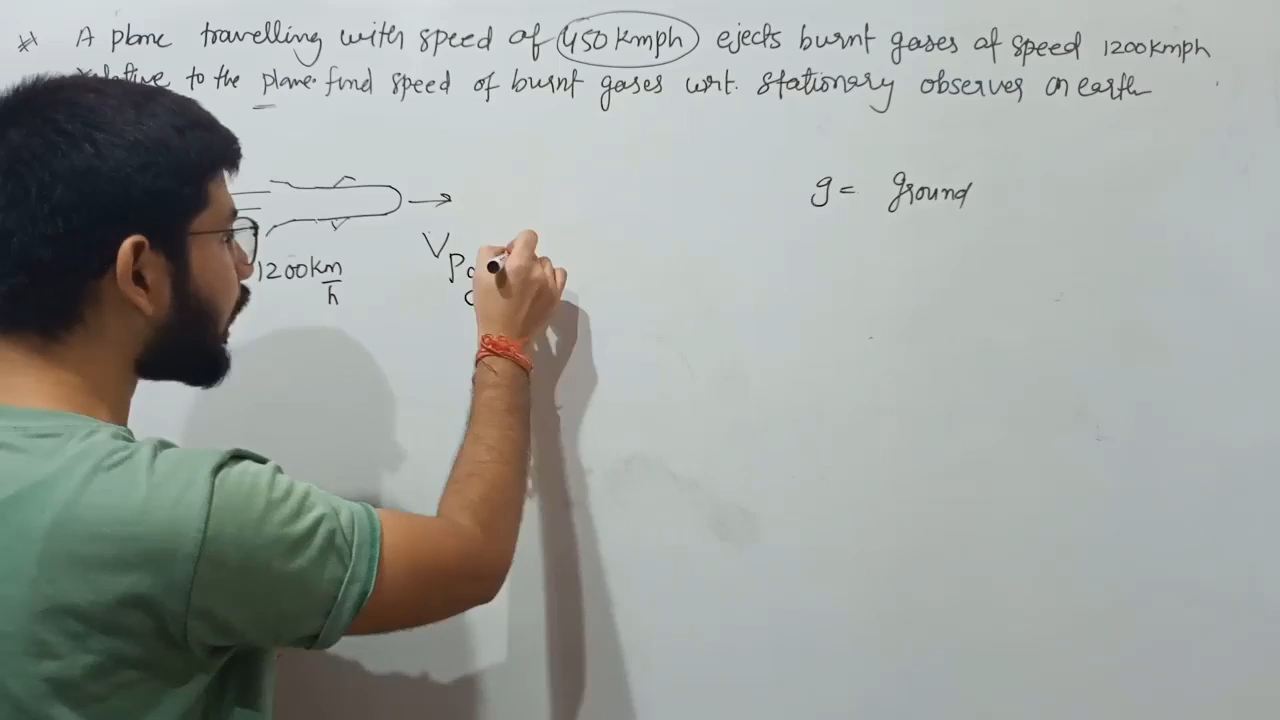 # A plane travelling with speed of 450 Kmph ejects burnt gases of speed 1200 Kmph
to the plane. find speed of burnt gases wrt. stationary observer on earth
g = ground
V
1200 km
h